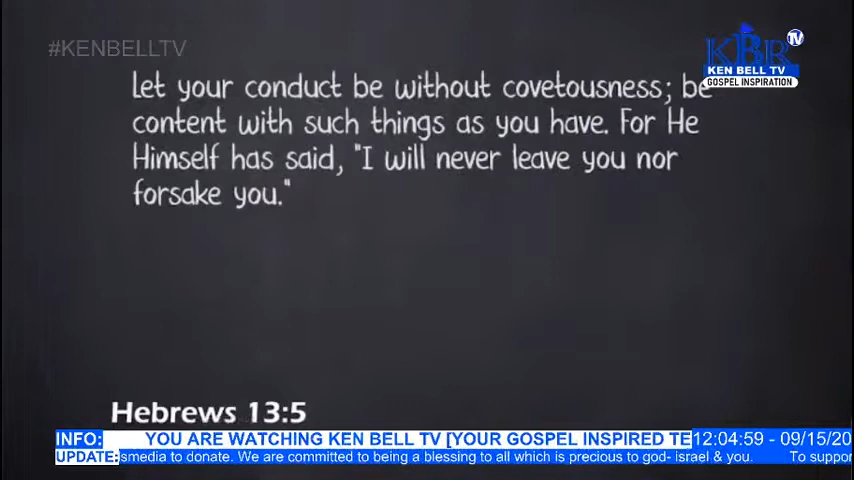 #KENBELLTV
KBR TV
KEN BELL TV
GOSPEL INSPIRATION
Let your conduct be without covetousness; be
content with such things as you have. For He
Himself has said, "I will never leave you nor
forsake you."
Hebrews 13:5
INFO: YOU ARE WATCHING KEN BELL TV [YOUR GOSPEL INSPIRED TE 12:04:59 - 09/15/20
UPDATE: smedia to donate. We are committed to being a blessing to all which is precious to god- israel & you. To suppor